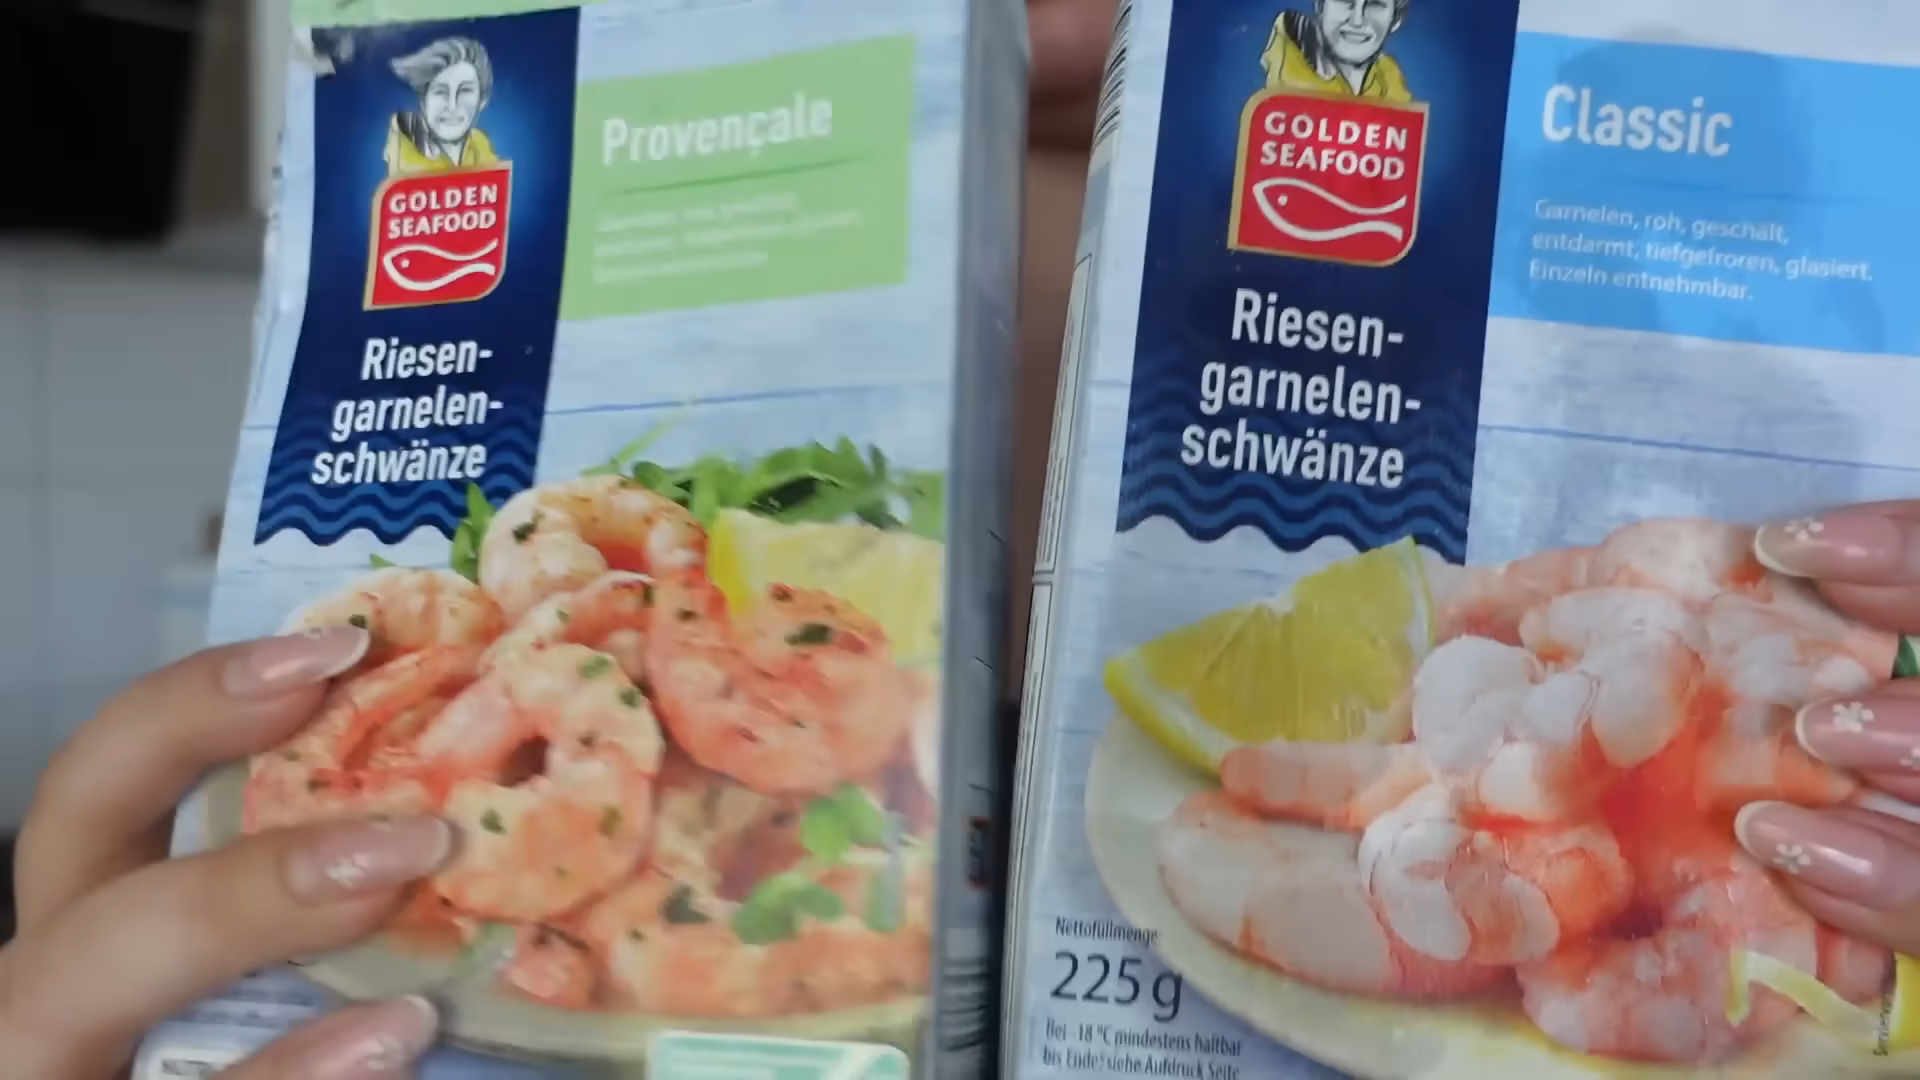 GOLDEN
SEAFOOD
Riesen-
garnelen-
schwänze
Provençale
GOLDEN
SEAFOOD
Riesen-
garnelen-
schwänze
Classic
Garnelen, roh, geschält,
entdarmt, tiefgefroren, glasiert.
Einzeln entnehmbar.
Nettofüllmenge
225 g
Bei -18 °C mindestens haltbar
bis Ende: siehe Aufdruck Seite